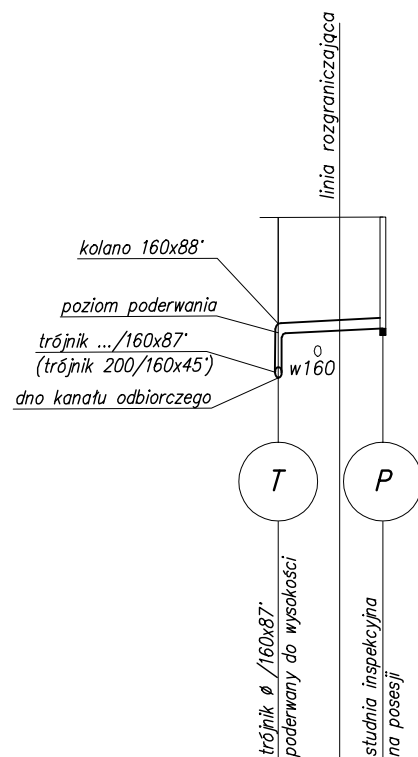 linia rozgraniczająca
kolano 160x88°
poziom poderwania
trójnik .../160x87°
(trójnik 200/160x45°)
dno kanału odbiorczego
w160
T
P
trójnik ø /160x87°
poderwany do wysokości
studnia inspekcyjna
na posesji